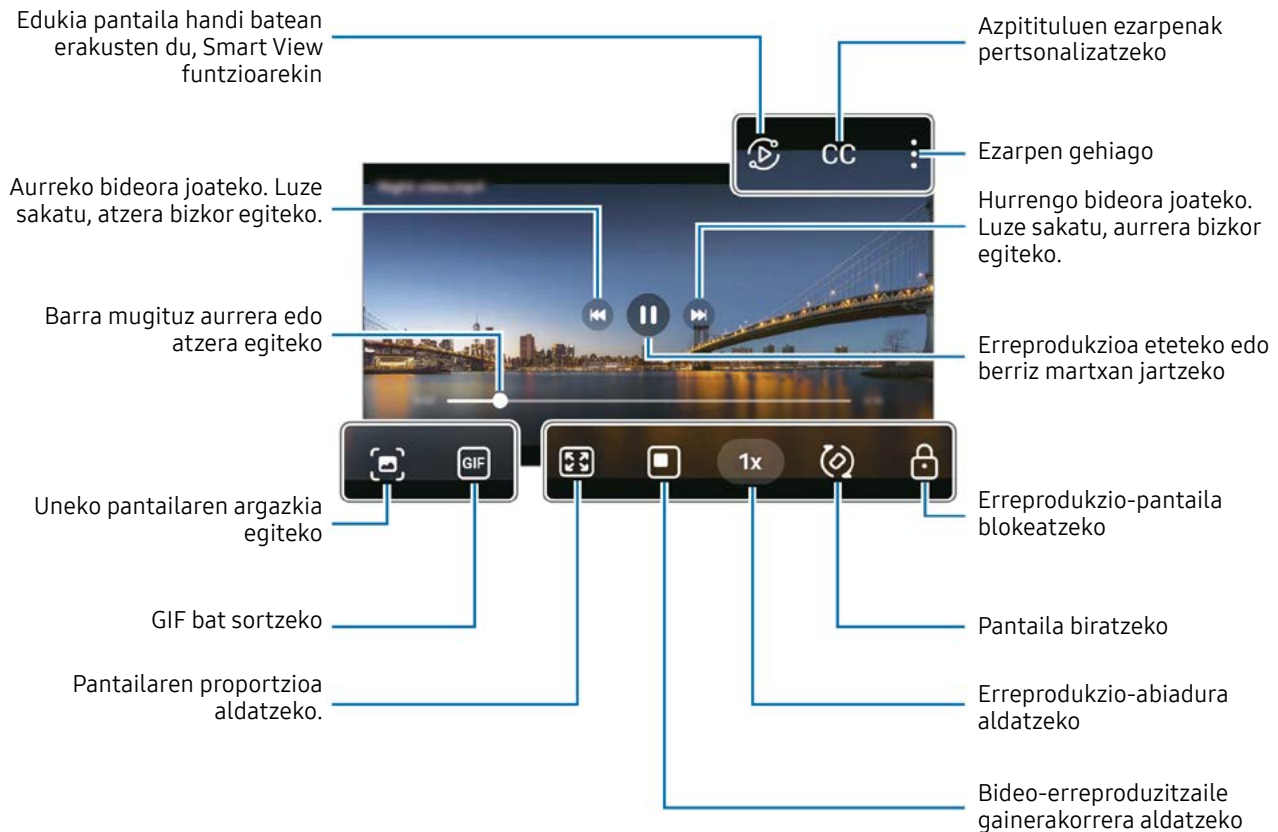 Edukia pantaila handi batean
erakusten du, Smart View
funtzioarekin
Azpitituluen ezarpenak
pertsonalizatzeko
CC
Ezarpen gehiago
Aurreko bideora joateko. Luze
sakatu, atzera bizkor egiteko.
Hurrengo bideora joateko.
Luze sakatu, aurrera bizkor
egiteko.
Barra mugituz aurrera edo
atzera egiteko
Erreprodukzioa eteteko edo
berriz martxan jartzeko
GIF
1x
Uneko pantailaren argazkia
egiteko
Erreprodukzio-pantaila
blokeatzeko
GIF bat sortzeko
Pantaila biratzeko
Pantailaren proportzioa
aldatzeko.
Erreprodukzio-abiadura
aldatzeko
Bideo-erreproduzitzaile
gainerakorrera aldatzeko